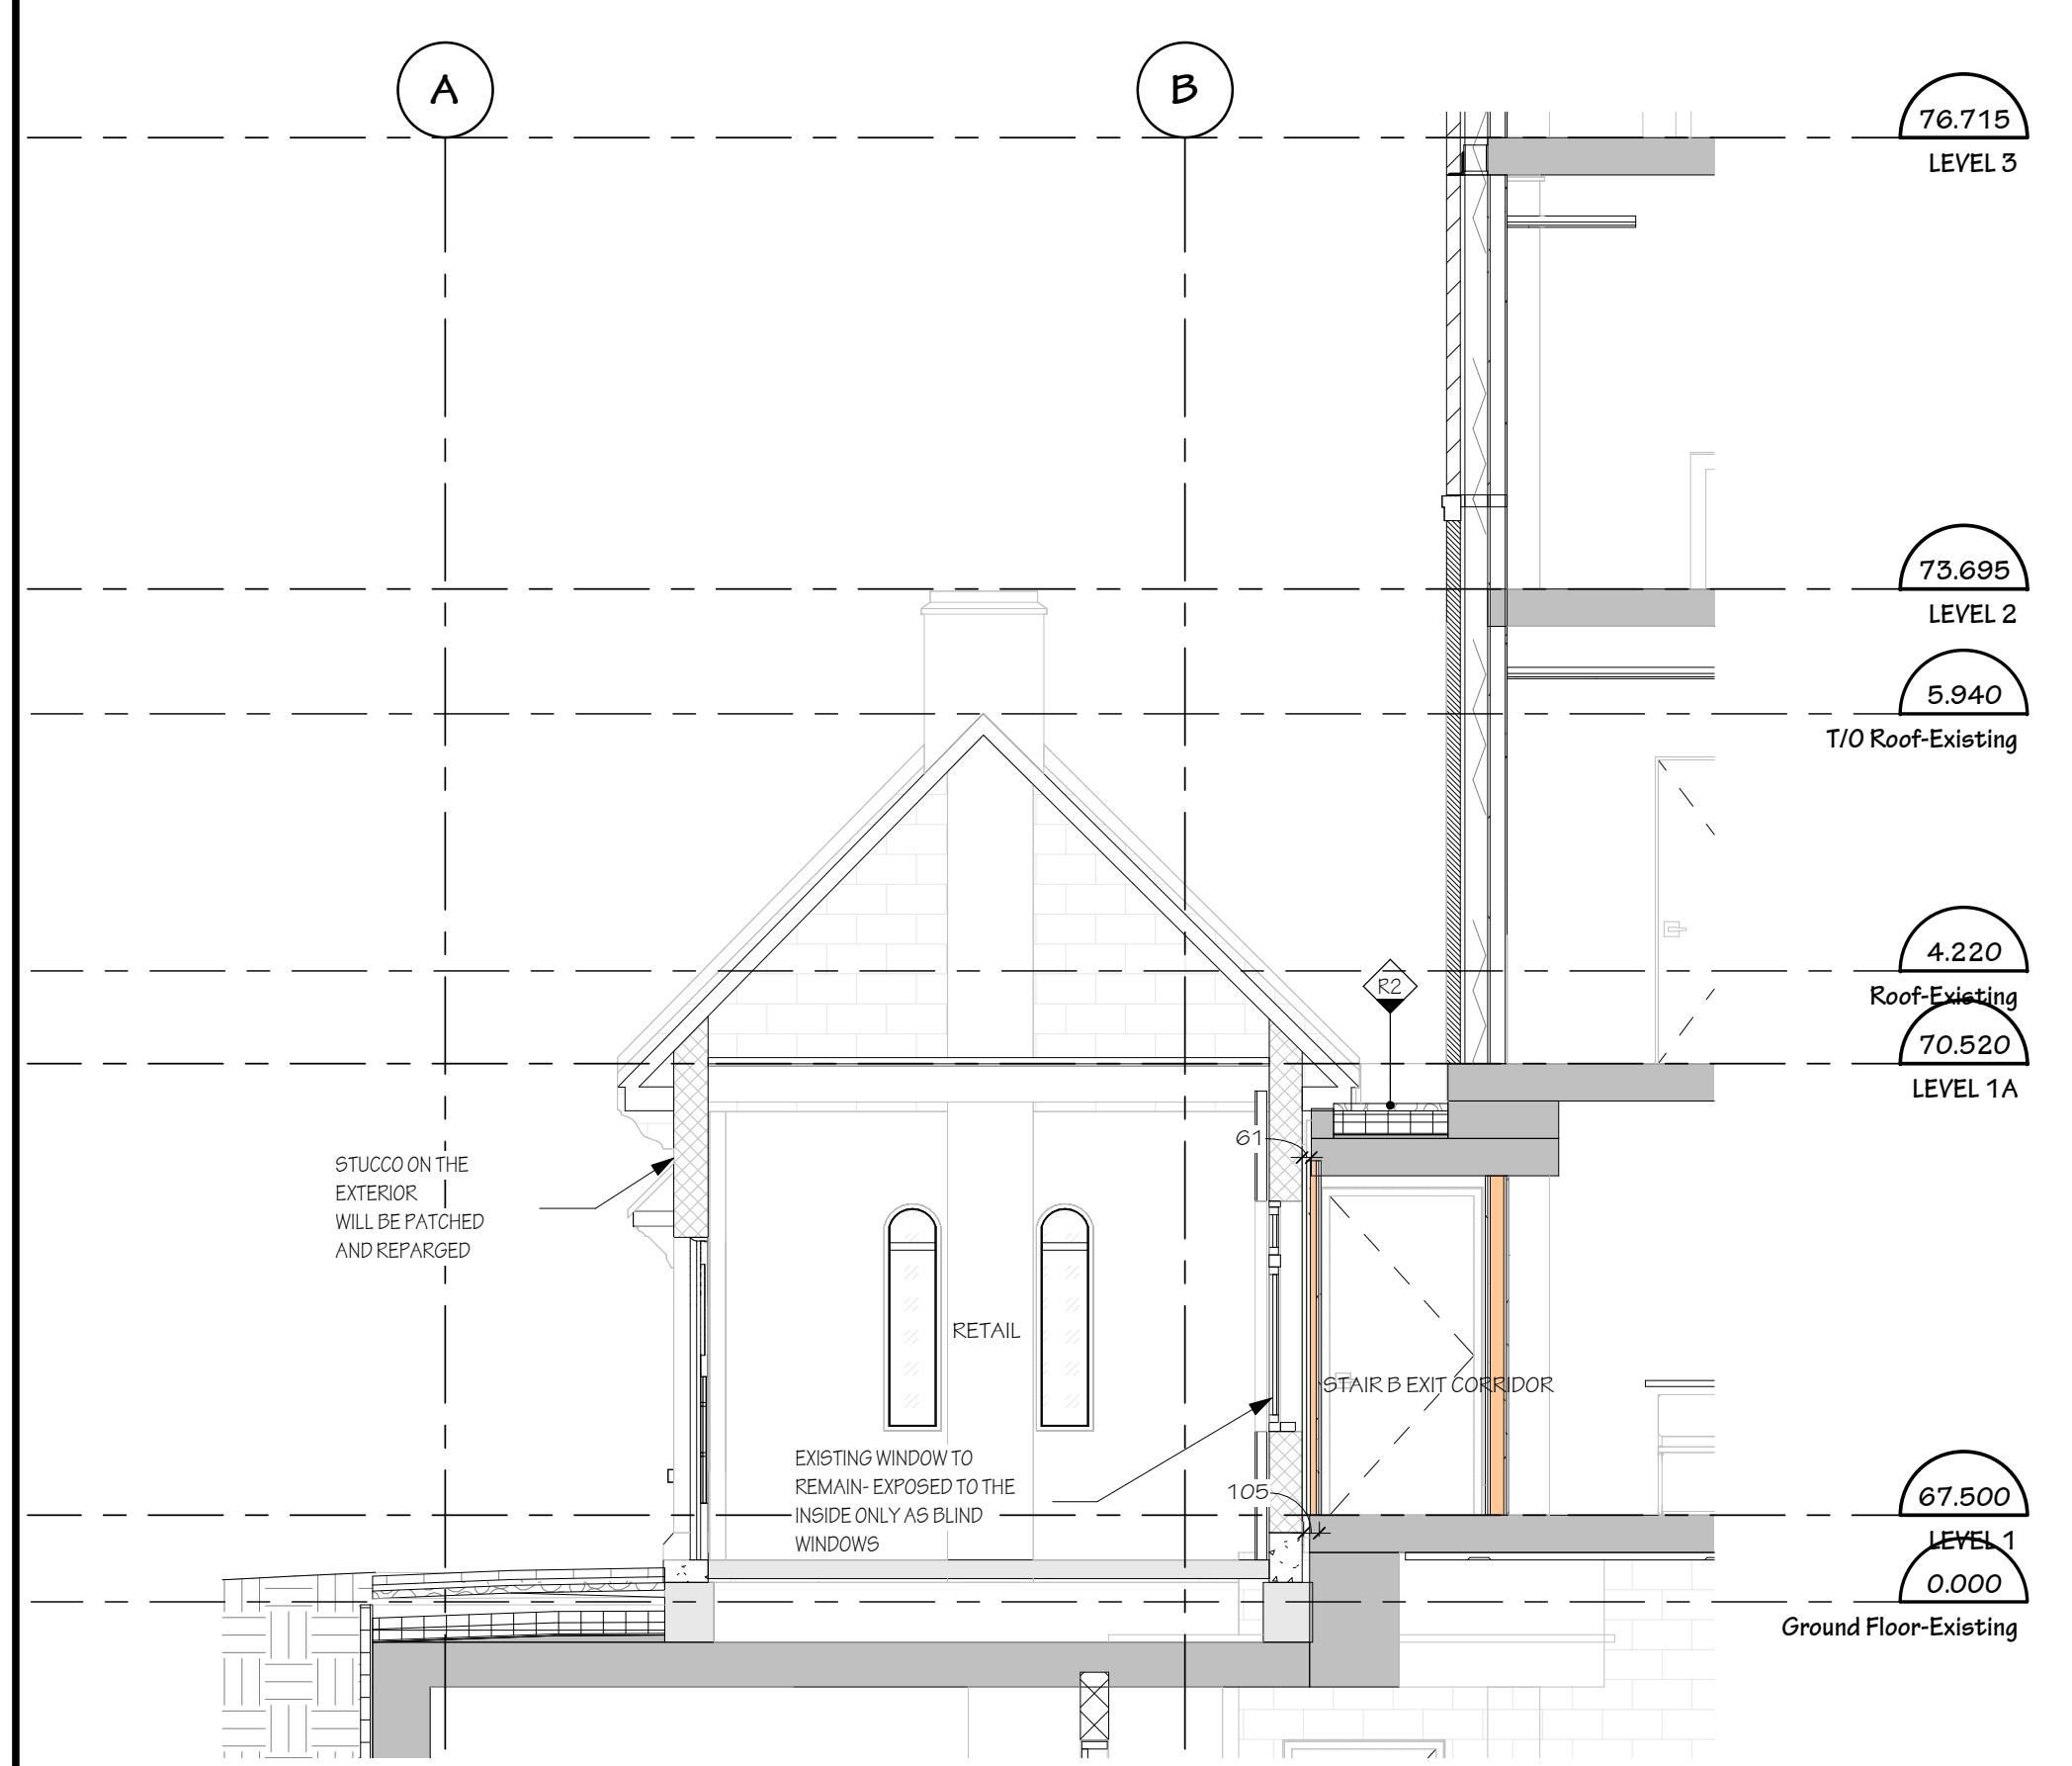 A
B
76.715
LEVEL 3
73.695
LEVEL 2
5.940
T/O Roof-Existing
4.220
Roof-Existing
R2
70.520
LEVEL 1A
61
STUCCO ON THE
EXTERIOR
WILL BE PATCHED
AND REPARGED
RETAIL
STAIR B EXIT CORRIDOR
EXISTING WINDOW TO
REMAIN- EXPOSED TO THE
INSIDE ONLY AS BLIND
WINDOWS
105
67.500
LEVEL 1
0.000
Ground Floor-Existing